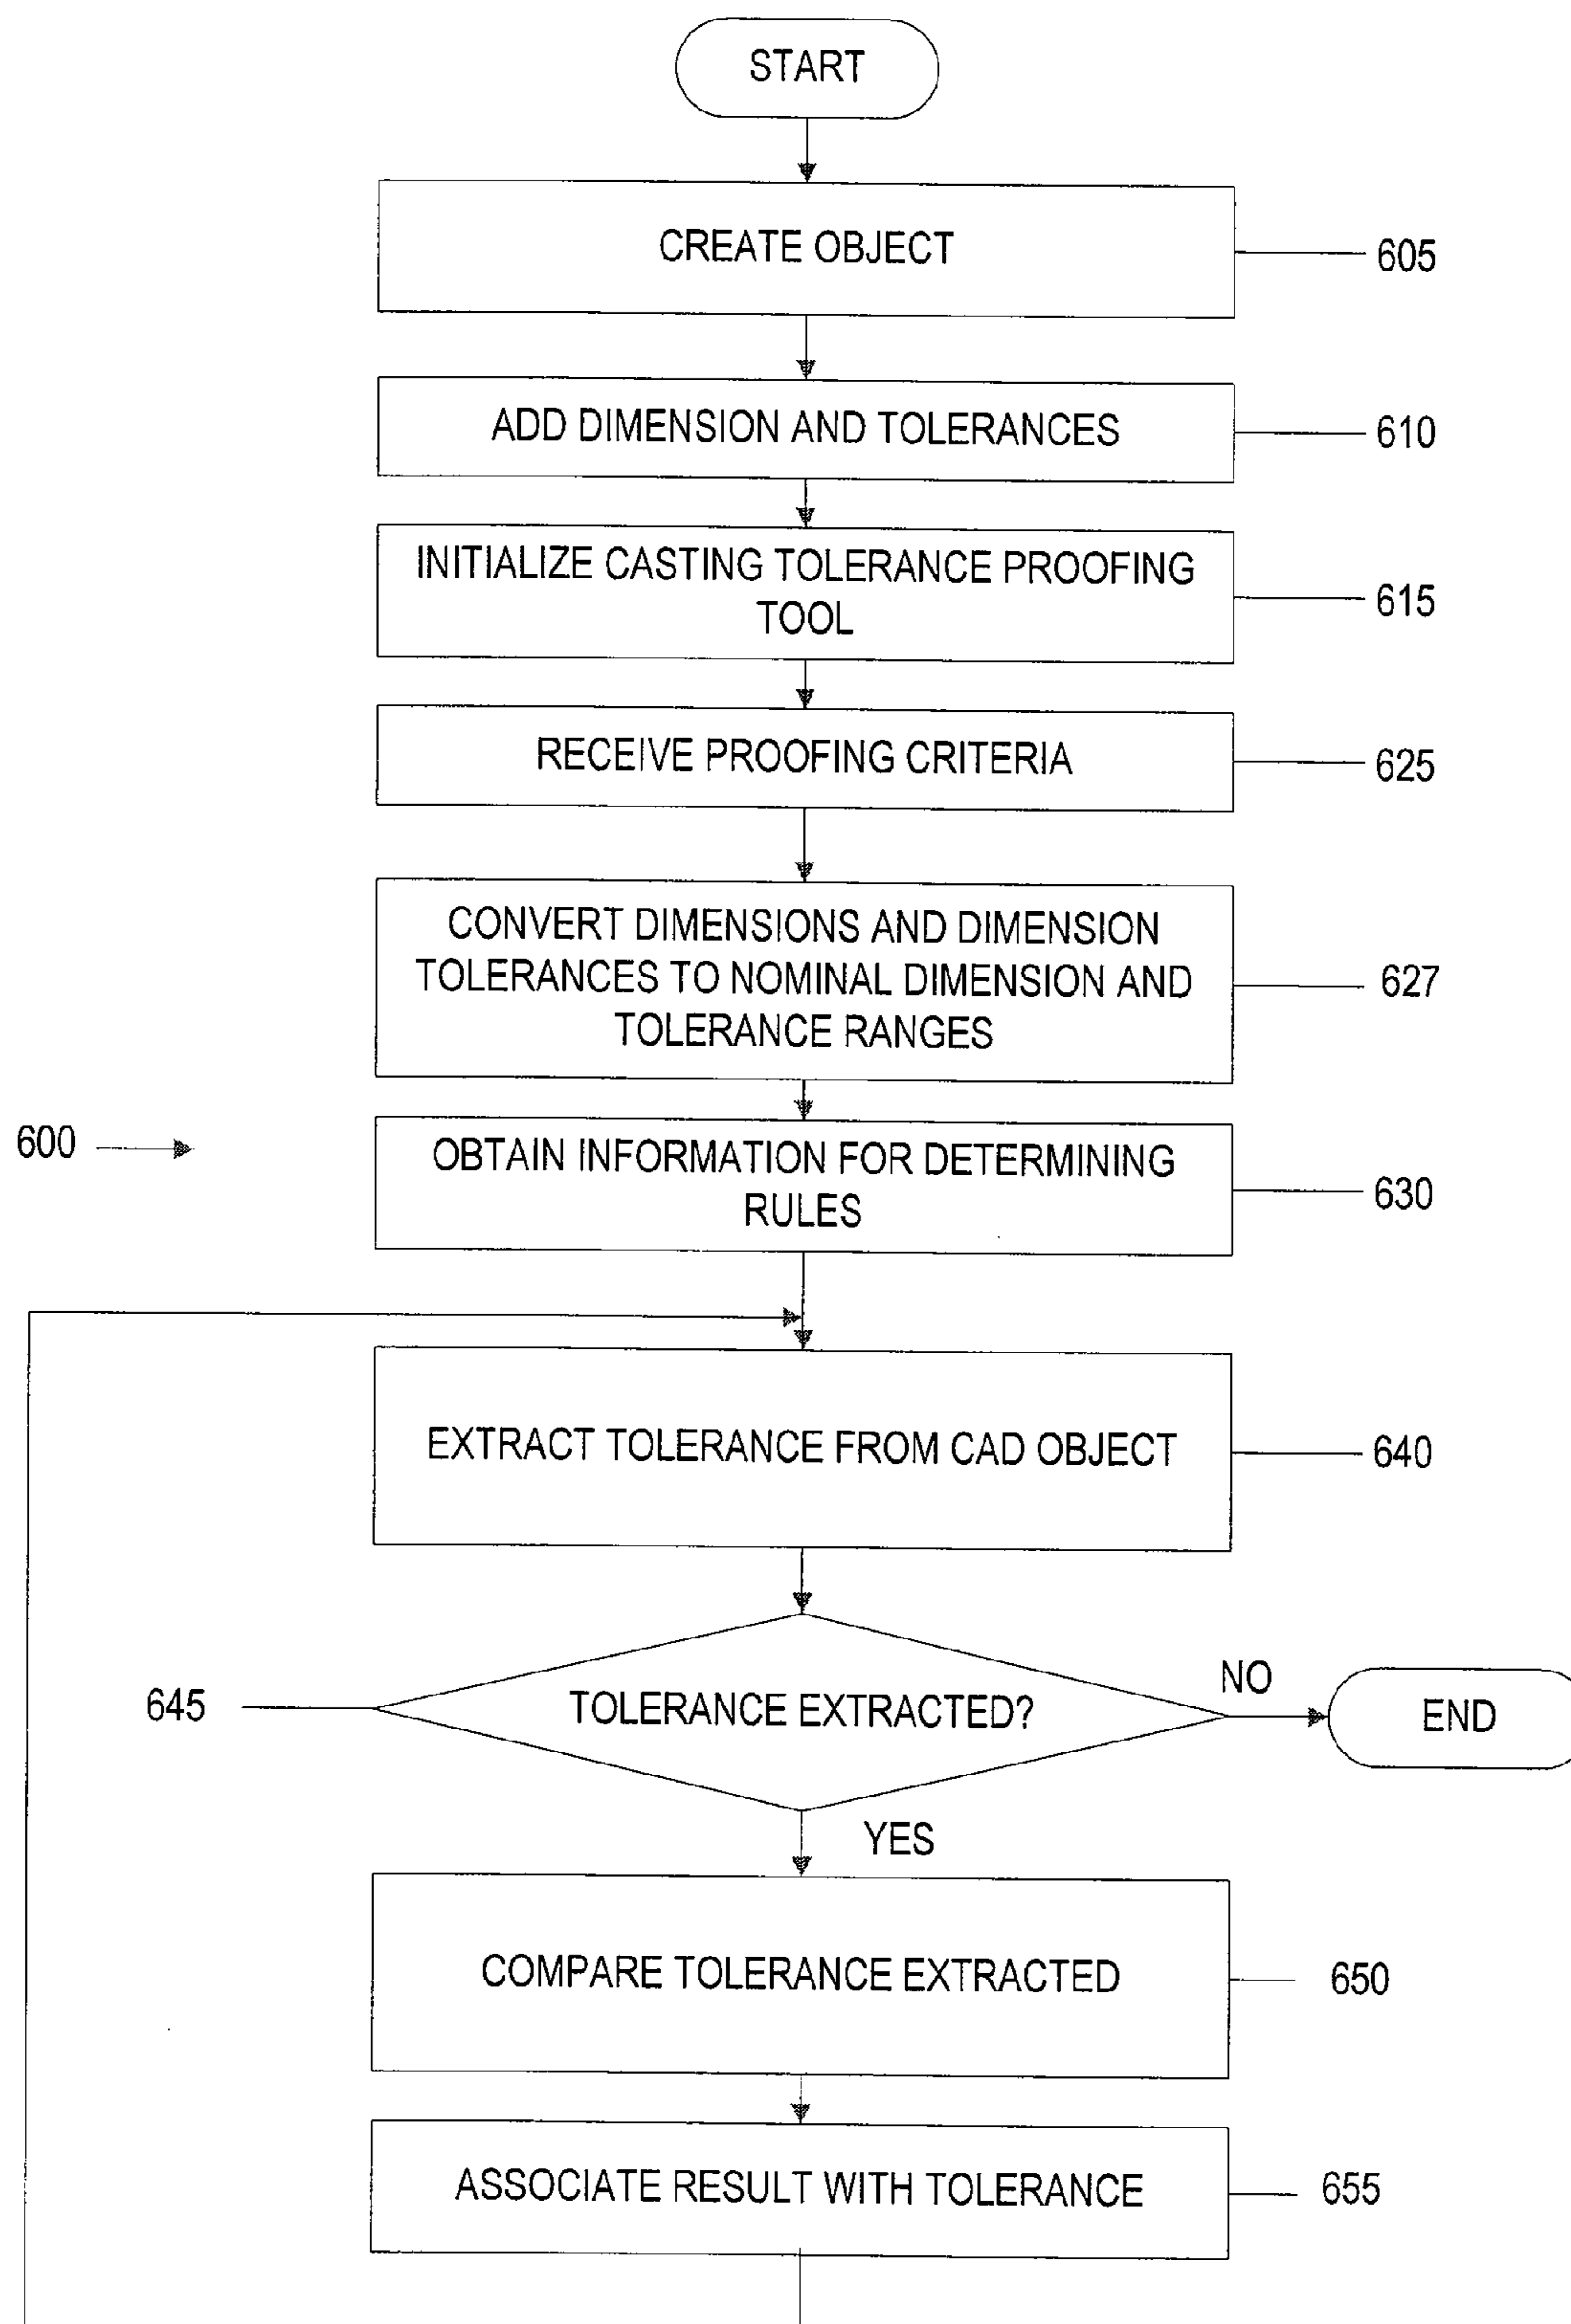 START
CREATE OBJECT
605
ADD DIMENSION AND TOLERANCES
610
INITIALIZE CASTING TOLERANCE PROOFING
TOOL
615
RECEIVE PROOFING CRITERIA
625
CONVERT DIMENSIONS AND DIMENSION
TOLERANCES TO NOMINAL DIMENSION AND
TOLERANCE RANGES
627
600
OBTAIN INFORMATION FOR DETERMINING
RULES
630
EXTRACT TOLERANCE FROM CAD OBJECT
640
645
TOLERANCE EXTRACTED?
NO
END
YES
COMPARE TOLERANCE EXTRACTED
650
ASSOCIATE RESULT WITH TOLERANCE
655